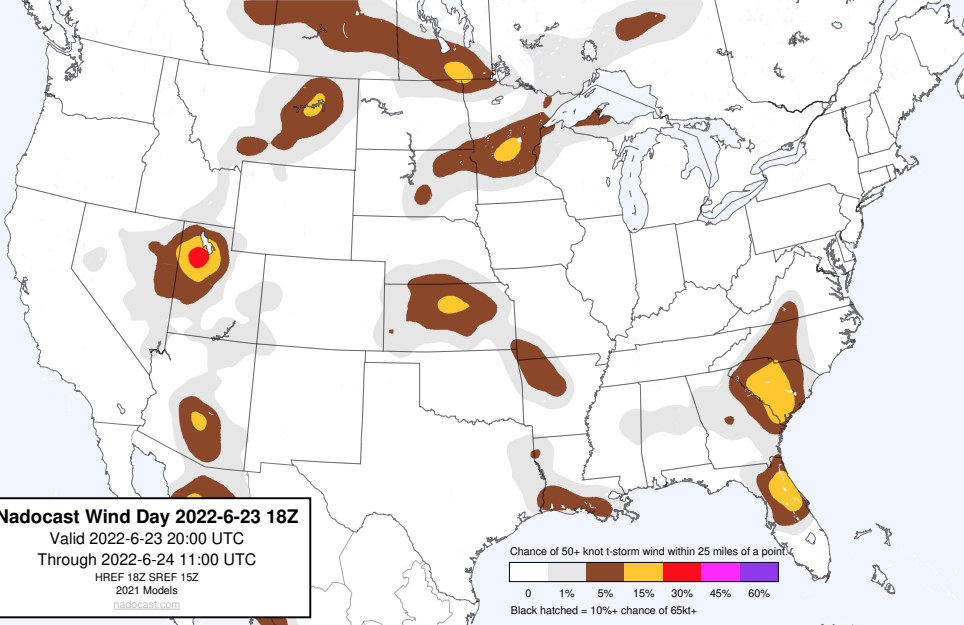 Nadocast Wind Day 2022-6-23 18Z
Valid 2022-6-23 20:00 UTC
Through 2022-6-24 11:00 UTC
HREF 18Z SREF 15Z
2021 Models
nadocast.com
Chance of 50+ knot t-storm wind within 25 miles of a point.
0 1% 5% 15% 30% 45% 60%
Black hatched = 10%+ chance of 65kt+